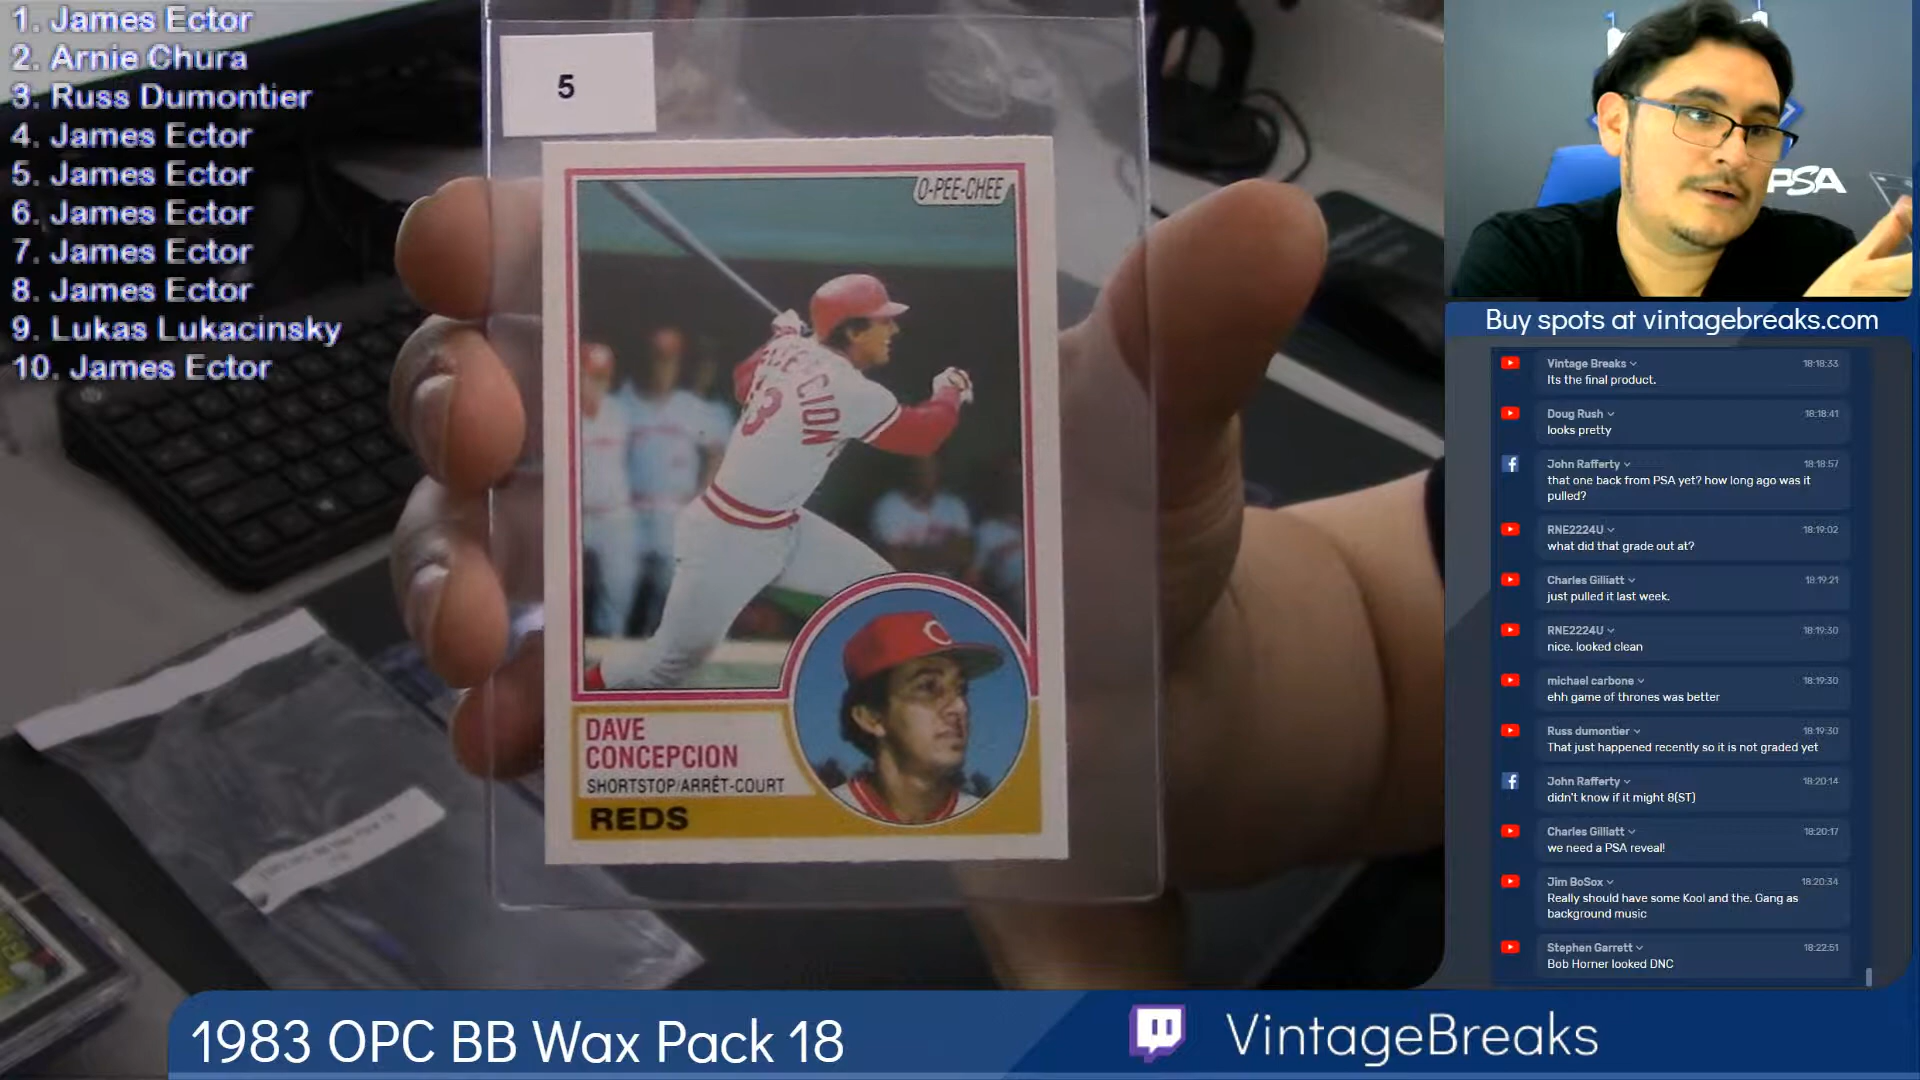 1. James Ector
2. Arnie Chura
3. Russ Dumontier
4. James Ector
5. James Ector
6. James Ector
7. James Ector
8. James Ector
9. Lukas Lukacinsky
10. James Ector
5
O-PEE-CHEE
CONCEPCION
13
DAVE
CONCEPCION
SHORTSTOP/ARRÊT-COURT
REDS
C
PSA
Buy spots at vintagebreaks.com
Vintage Breaks 18:18:33
Its the final product.
Doug Rush 18:18:41
looks pretty
John Rafferty 18:18:57
that one back from PSA yet? how long ago was it
pulled?
RNE2224U 18:19:02
what did that grade out at?
Charles Gilliatt 18:19:21
just pulled it last week.
RNE2224U 18:19:30
nice. looked clean
michael carbone 18:19:30
ehh game of thrones was better
Russ dumontier 18:19:30
That just happened recently so it is not graded yet
John Rafferty 18:20:14
didn't know if it might 8(ST)
Charles Gilliatt 18:20:17
we need a PSA reveal!
Jim BoSox 18:20:34
Really should have some Kool and the. Gang as
background music
Stephen Garrett 18:22:51
Bob Horner looked DNC
1983 OPC BB Wax Pack 18
VintageBreaks